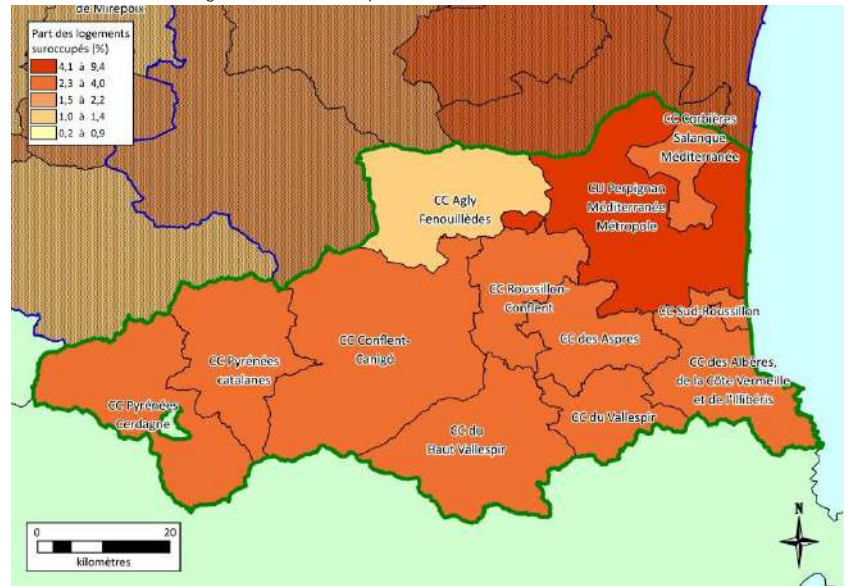 de Mirepoix
Part des logements
suroccupés (%)
4,1 à 9,4
2,3 à 4,0
1,5 à 2,2
1,0 à 1,4
0,2 à 0,9
CC Corbières
Salanque
Méditerranée
CU Perpignan
Méditerranée
Métropole
CC Agly
Fenouillèdes
CC Roussillon-
Conflent
CC Sud-Roussillon
CC Conflent-
Canigó
CC des Aspres
CC Pyrénées
catalanes
CC des Albères,
de la Côte Vermeille
et de l'Illibéris
CC Pyrénées
Cerdagne
CC du Vallespir
CC du
Haut Vallespir
N
0 20
kilomètres